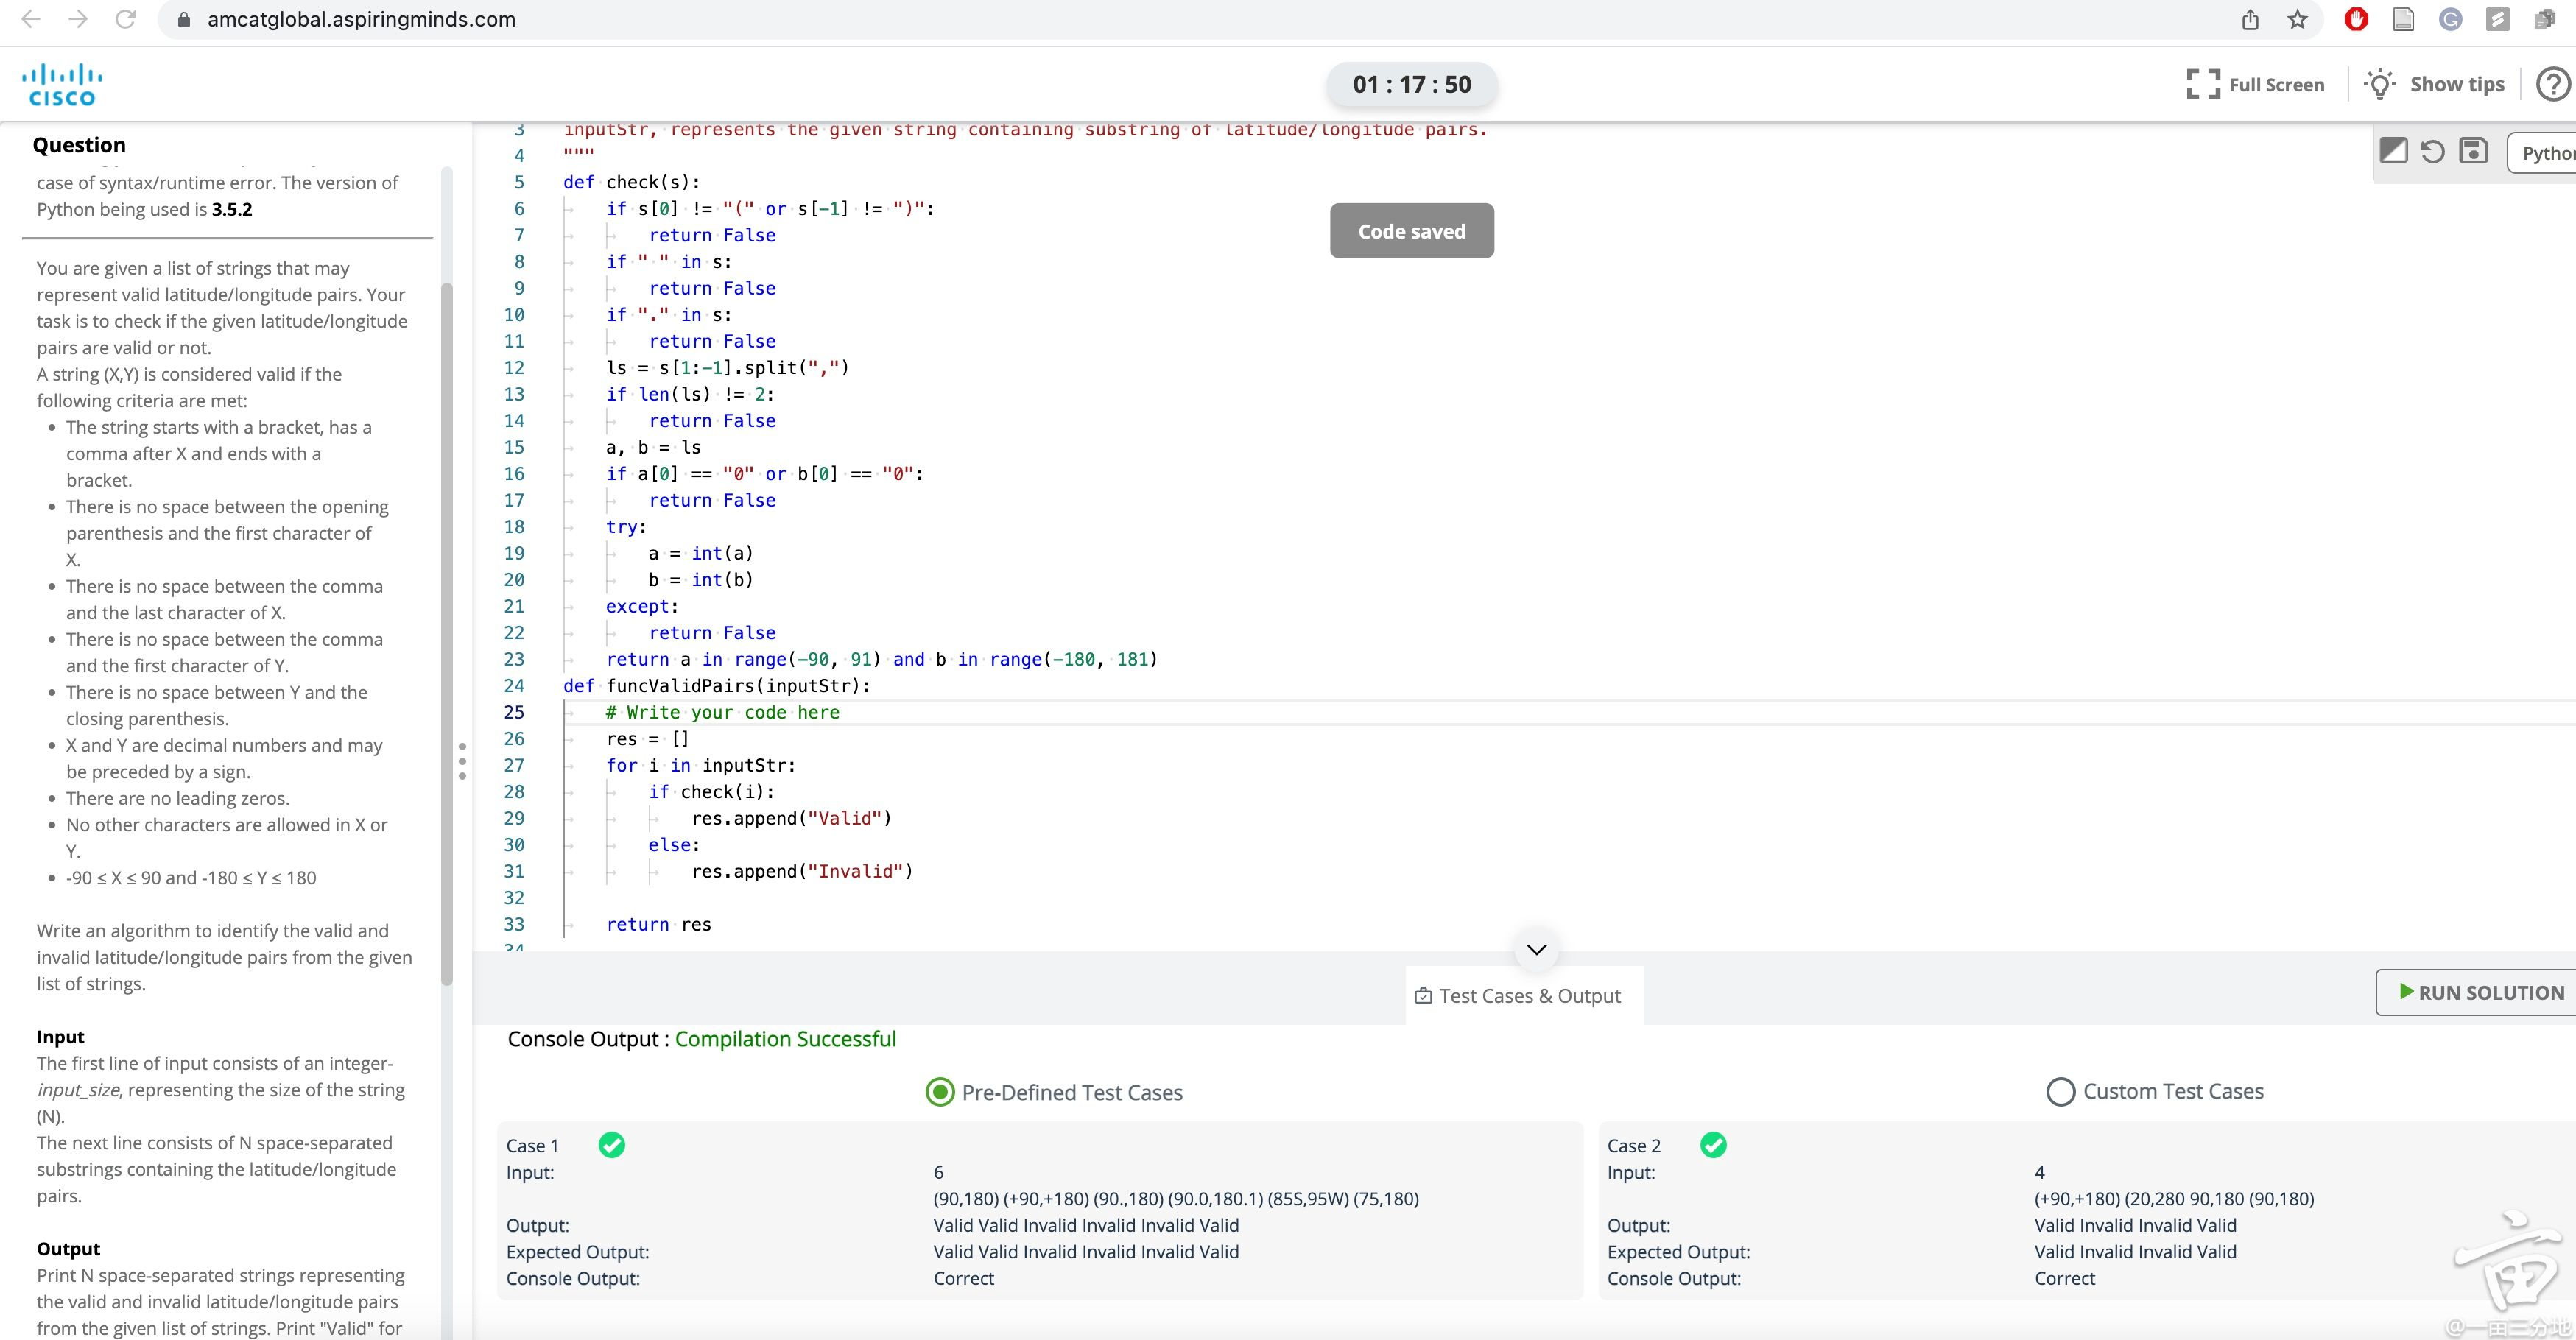 amcatglobal.aspiringminds.com
CISCO
01 : 17 : 50
Full Screen
Show tips
Question
case of syntax/runtime error. The version of
Python being used is 3.5.2
You are given a list of strings that may
represent valid latitude/longitude pairs. Your
task is to check if the given latitude/longitude
pairs are valid or not.
A string (X,Y) is considered valid if the
following criteria are met:
• The string starts with a bracket, has a
comma after X and ends with a
bracket.
• There is no space between the opening
parenthesis and the first character of
X.
• There is no space between the comma
and the last character of X.
• There is no space between the comma
and the first character of Y.
• There is no space between Y and the
closing parenthesis.
• X and Y are decimal numbers and may
be preceded by a sign.
• There are no leading zeros.
• No other characters are allowed in X or
Y.
• -90 ≤ X ≤ 90 and -180 ≤ Y ≤ 180
Write an algorithm to identify the valid and
invalid latitude/longitude pairs from the given
list of strings.
Input
The first line of input consists of an integer-
input_size, representing the size of the string
(N).
The next line consists of N space-separated
substrings containing the latitude/longitude
pairs.
Output
Print N space-separated strings representing
the valid and invalid latitude/longitude pairs
from the given list of strings. Print "Valid" for
3 inputStr, represents the given string containing substring of latitude/longitude pairs.
4 """
5 def check(s):
6 if s[0] != "(" or s[-1] != ")":
7 return False
8 if " " in s:
9 return False
10 if "." in s:
11 return False
12 ls = s[1:-1].split(",")
13 if len(ls) != 2:
14 return False
15 a, b = ls
16 if a[0] == "0" or b[0] == "0":
17 return False
18 try:
19 a = int(a)
20 b = int(b)
21 except:
22 return False
23 return a in range(-90, 91) and b in range(-180, 181)
24 def funcValidPairs(inputStr):
25 # Write your code here
26 res = []
27 for i in inputStr:
28 if check(i):
29 res.append("Valid")
30 else:
31 res.append("Invalid")
32
33 return res
34
Code saved
Python
Test Cases & Output
RUN SOLUTION
Console Output : Compilation Successful
Pre-Defined Test Cases
Custom Test Cases
Case 1
Input:
6
(90,180) (+90,+180) (90.,180) (90.0,180.1) (85S,95W) (75,180)
Output: Valid Valid Invalid Invalid Invalid Valid
Expected Output: Valid Valid Invalid Invalid Invalid Valid
Console Output: Correct
Case 2
Input:
4
(+90,+180) (20,280 90,180 (90,180)
Output: Valid Invalid Invalid Valid
Expected Output: Valid Invalid Invalid Valid
Console Output: Correct
@一亩三分地